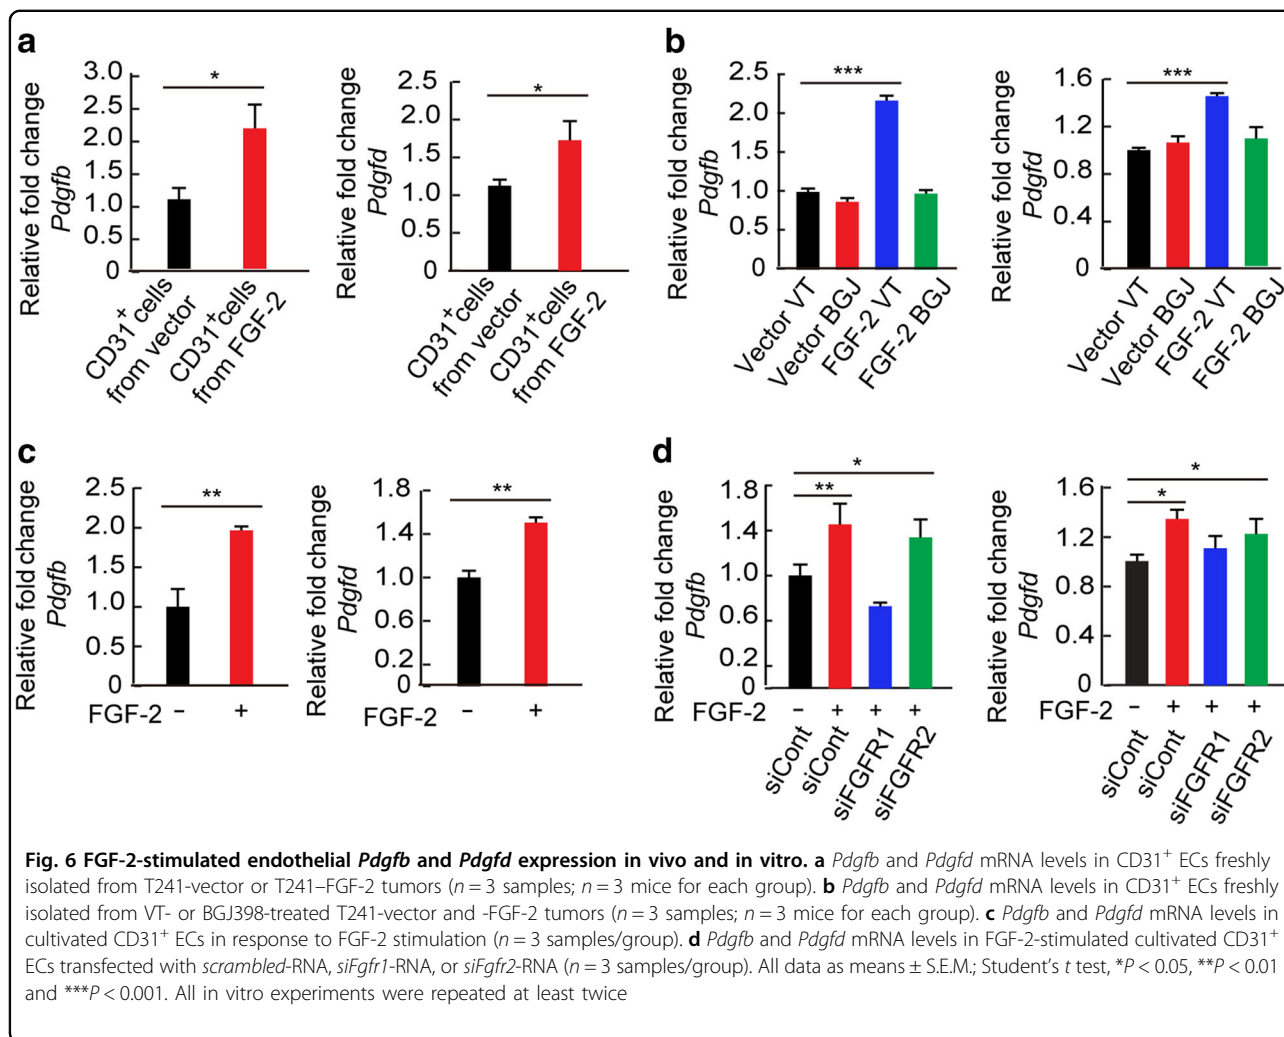 a
Relative fold change
Pdgfb
3.0
2.5
2.0
1.5
1.0
0.5
0
*
CD31+ cells
from vector
CD31+cells
from FGF-2
Relative fold change
Pdgfd
2.5
2.0
1.5
1.0
0.5
0
*
CD31+ cells
from vector
CD31+cells
from FGF-2
b
Relative fold change
Pdgfb
2.5
2.0
1.5
1.0
0.5
0
***
Vector VT
Vector BGJ
FGF-2 VT
FGF-2 BGJ
Relative fold change
Pdgfd
1.6
1.2
0.8
0.4
0
***
Vector VT
Vector BGJ
FGF-2 VT
FGF-2 BGJ
c
Relative fold change
Pdgfb
2.5
2.0
1.5
1.0
0.5
0
**
FGF-2 – +
Relative fold change
Pdgfd
1.8
1.4
1.0
0.6
0.2
0
**
FGF-2 – +
d
Relative fold change
Pdgfb
1.8
1.4
1.0
0.6
0.2
0
*
**
FGF-2 – + + +
siCont
siCont
siFGFR1
siFGFR2
Relative fold change
Pdgfd
1.6
1.2
0.8
0.4
0
*
*
FGF-2 – + + +
siCont
siCont
siFGFR1
siFGFR2
Fig. 6 FGF-2-stimulated endothelial Pdgfb and Pdgfd expression in vivo and in vitro. a Pdgfb and Pdgfd mRNA levels in CD31+ ECs freshly
isolated from T241-vector or T241–FGF-2 tumors (n = 3 samples; n = 3 mice for each group). b Pdgfb and Pdgfd mRNA levels in CD31+ ECs freshly
isolated from VT- or BGJ398-treated T241-vector and -FGF-2 tumors (n = 3 samples; n = 3 mice for each group). c Pdgfb and Pdgfd mRNA levels in
cultivated CD31+ ECs in response to FGF-2 stimulation (n = 3 samples/group). d Pdgfb and Pdgfd mRNA levels in FGF-2-stimulated cultivated CD31+
ECs transfected with scrambled-RNA, siFgfr1-RNA, or siFgfr2-RNA (n = 3 samples/group). All data as means ± S.E.M.; Student's t test, *P < 0.05, **P < 0.01
and ***P < 0.001. All in vitro experiments were repeated at least twice